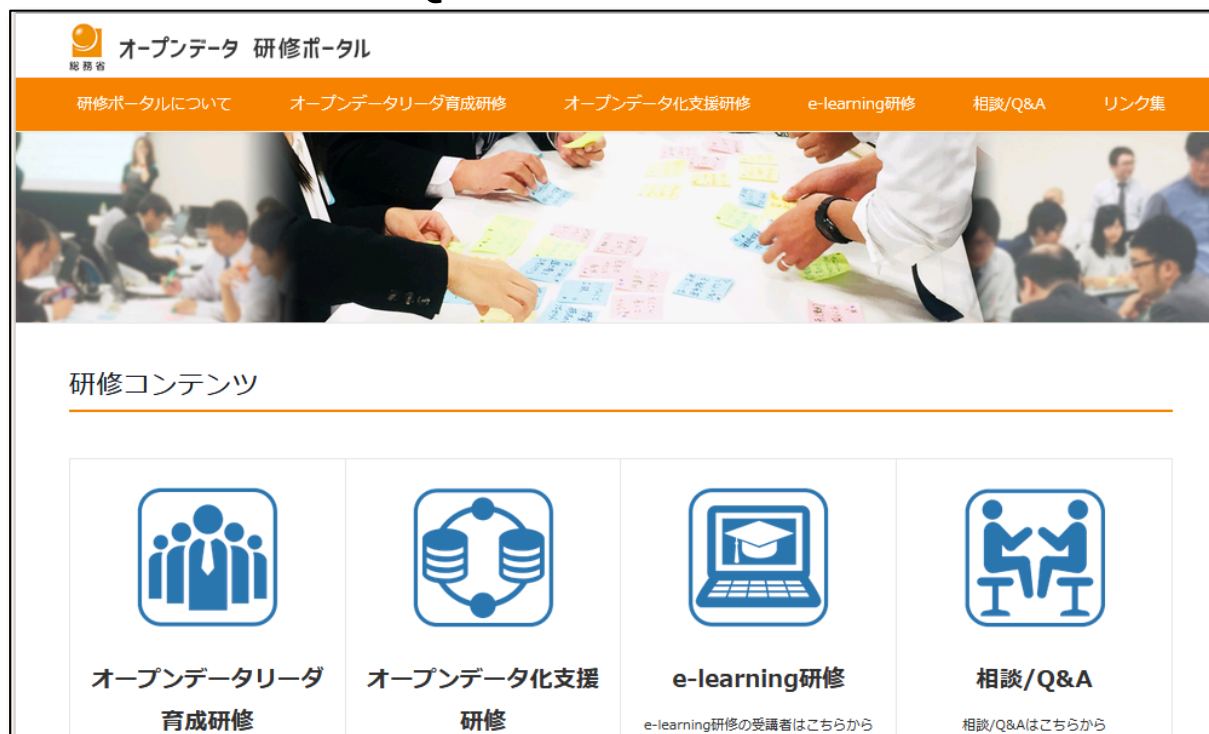 総務省
オープンデータ 研修ポータル
研修ポータルについて
オープンデータリーダ育成研修
オープンデータ化支援研修
e-learning研修
相談/Q&A
リンク集
研修コンテンツ
オープンデータリーダ
育成研修
オープンデータ化支援
研修
e-learning研修
e-learning研修の受講者はこちらから
相談/Q&A
相談/Q&Aはこちらから